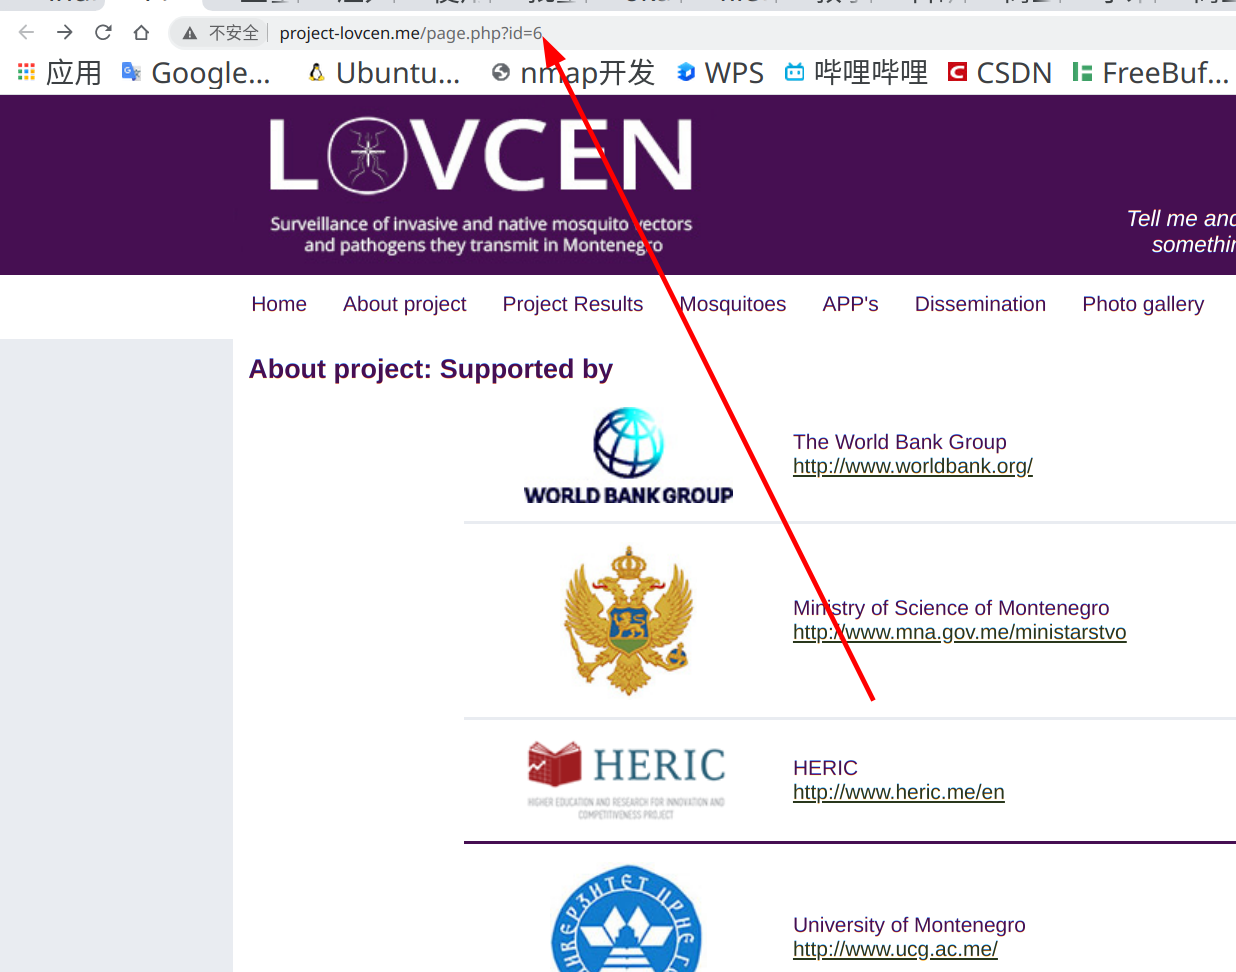 不安全 project-lovcen.me/page.php?id=6
应用 Google... Ubuntu... nmap开发 WPS 哔哩哔哩 CSDN FreeBuf...
LOVCEN
Surveillance of invasive and native mosquito vectors
and pathogens they transmit in Montenegro
Tell me and
Home About project Project Results Mosquitoes APP's Dissemination Photo gallery
About project: Supported by
The World Bank Group
http://www.worldbank.org/
WORLD BANK GROUP
Ministry of Science of Montenegro
http://www.mna.gov.me/ministarstvo
HERIC
HIGHER EDUCATION AND RESEARCH FOR INNOVATION AND
COMPETITIVENESS PROJECT
HERIC
http://www.heric.me/en
University of Montenegro
http://www.ucg.ac.me/